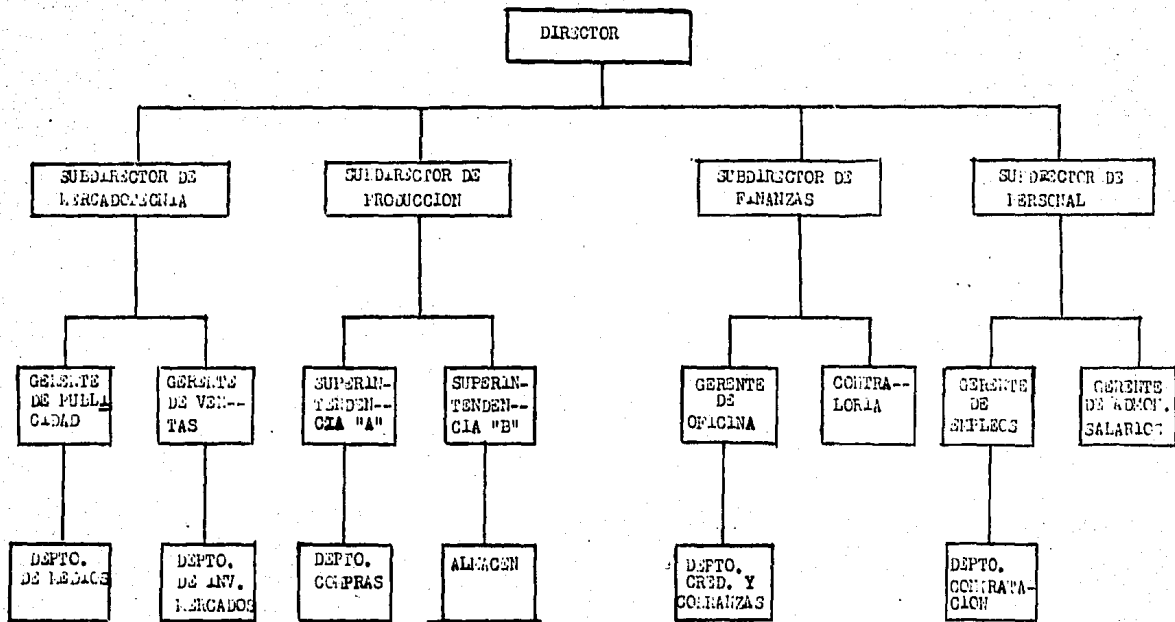 DIRECTOR
SUBDIRECTOR DE
MERCADOTECNIA
SUBDIRECTOR DE
PRODUCCION
SUBDIRECTOR DE
FINANZAS
SUBDIRECTOR DE
PERSONAL
GERENTE
DE PUBLI
CIDAD
GERENTE
DE VEN--
TAS
SUPERIN-
TENDEN--
CIA "A"
SUPERIN-
TENDEN-
CIA "B"
GERENTE
DE
OFICINA
CONTRA--
LORIA
GERENTE
DE
EMPLEOS
GERENTE
DE ADMON.
SALARIOS
DEPTO.
DE MEDIOS
DEPTO.
DE INV.
MERCADOS
DEPTO.
COMPRAS
ALMACEN
DEPTO.
CRED. Y
COBRANZAS
DEPTO.
CONTRATA-
CION